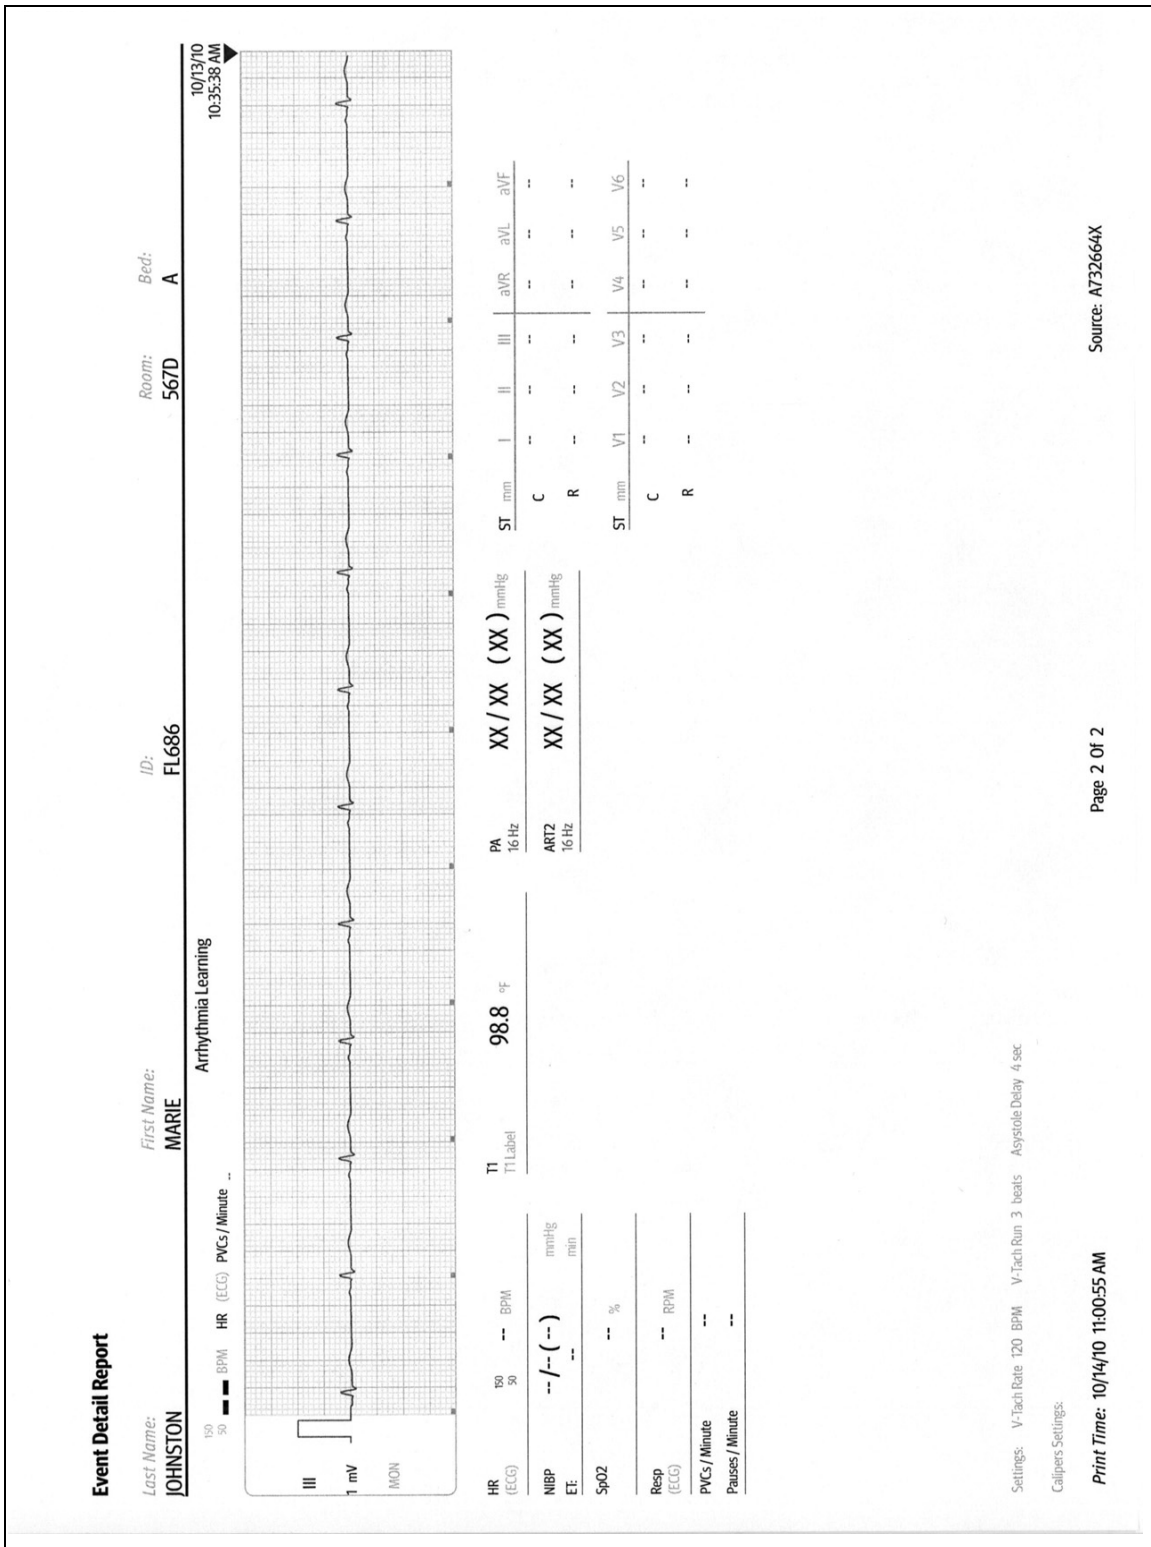 Event Detail Report
Last Name: First Name: ID: Room: Bed:
JOHNSTON MARIE FL686 567D A
150
50
BPM HR (ECG) PVCs / Minute --
Arrhythmia Learning
10/13/10
10:35:38 AM
III
1 mV
MON
HR
(ECG)
150
50
-- BPM
NIBP --/--(--) mmHg
ET: -- min
SpO2 -- %
Resp
(ECG)
-- RPM
PVCs / Minute --
Pauses / Minute --
T1
T1 Label
98.8 °F
PA
16 Hz
XX / XX (XX) mmHg
ART2
16 Hz
XX / XX (XX) mmHg
ST mm I II III aVR aVL aVF
C -- -- -- -- -- --
R -- -- -- -- -- --
ST mm V1 V2 V3 V4 V5 V6
C -- -- -- -- -- --
R -- -- -- -- -- --
Settings: V-Tach Rate 120 BPM V-Tach Run 3 beats Asystole Delay 4 sec
Calipers Settings:
Print Time: 10/14/10 11:00:55 AM Page 2 Of 2 Source: A732664X